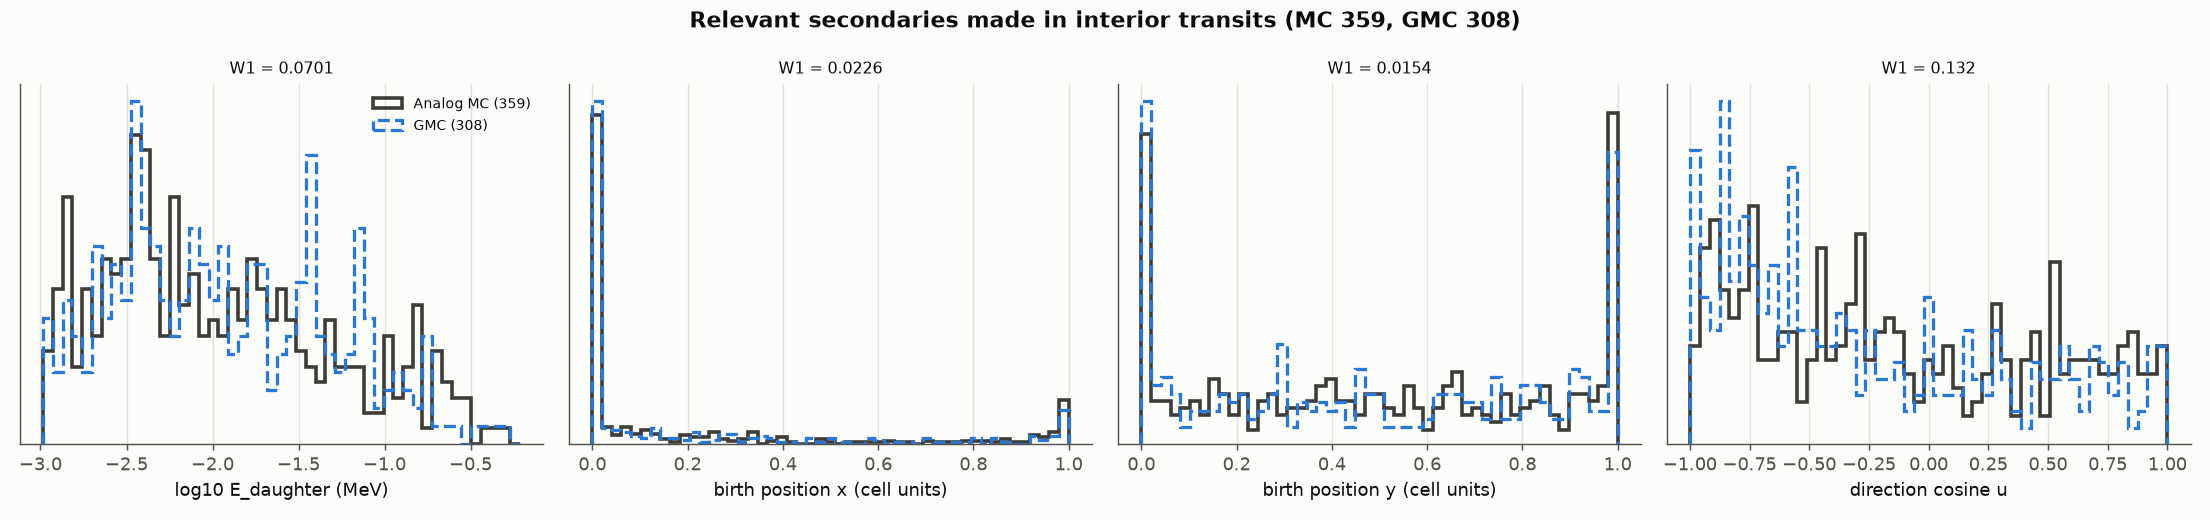 Relevant secondaries made in interior transits (MC 359, GMC 308)
W1 = 0.0701
Analog MC (359)
GMC (308)
−3.0 −2.5 −2.0 −1.5 −1.0 −0.5
log10 E_daughter (MeV)
W1 = 0.0226
0.0 0.2 0.4 0.6 0.8 1.0
birth position x (cell units)
W1 = 0.0154
0.0 0.2 0.4 0.6 0.8 1.0
birth position y (cell units)
W1 = 0.132
−1.00 −0.75 −0.50 −0.25 0.00 0.25 0.50 0.75 1.00
direction cosine u